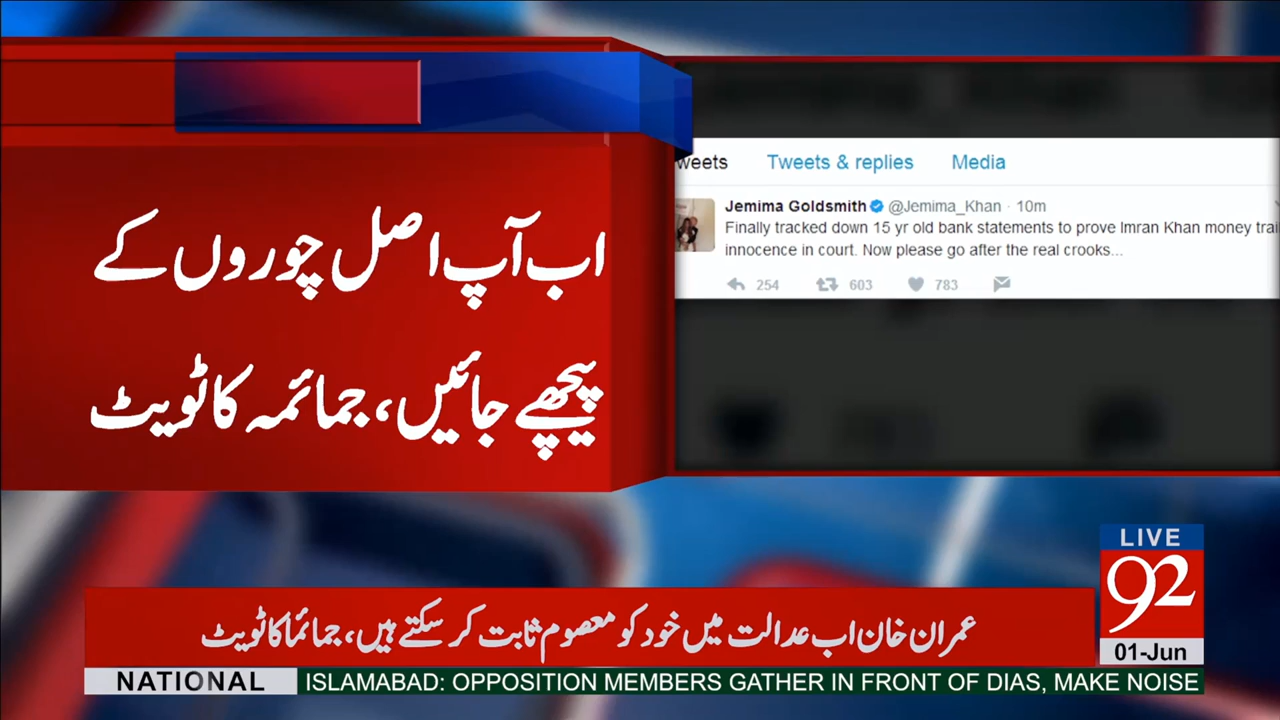 اب آپ اصل چوروں کے
پیچھے جائیں، جمائمہ کا ٹویٹ
Tweets & replies
Media
Jemima Goldsmith @Jemima_Khan · 10m
Finally tracked down 15 yr old bank statements to prove Imran Khan money
innocence in court. Now please go after the real crooks...
254 603 783
LIVE
92
01-Jun
عمران خان اب عدالت میں خود کو معصوم ثابت کر سکتے ہیں، جمائما کا ٹویٹ
NATIONAL
ISLAMABAD: OPPOSITION MEMBERS GATHER IN FRONT OF DIAS, MAKE NOISE